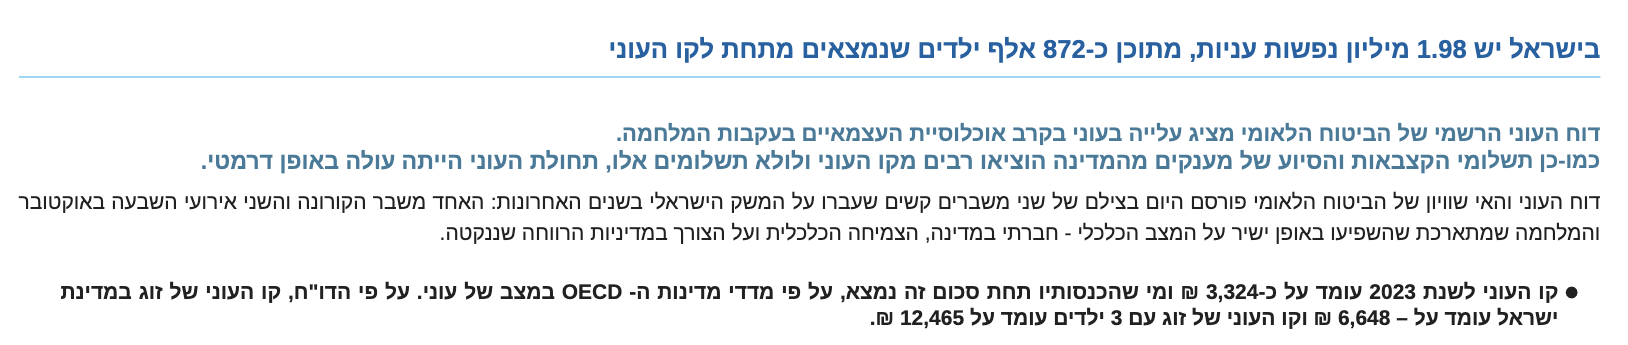 בישראל יש 1.98 מיליון נפשות עניות, מתוכן כ-872 אלף ילדים שנמצאים מתחת לקו העוני
דוח העוני הרשמי של הביטוח הלאומי מציג עלייה בעוני בקרב אוכלוסיית העצמאיים בעקבות המלחמה.
כמו-כן תשלומי הקצבאות והסיוע של מענקים מהמדינה הוציאו רבים מקו העוני ולולא תשלומים אלו, תחולת העוני הייתה עולה באופן דרמטי.
דוח העוני והאי שוויון של הביטוח הלאומי פורסם היום בצילם של שני משברים קשים שעברו על המשק הישראלי בשנים האחרונות: האחד משבר הקורונה והשני אירועי השבעה באוקטובר
והמלחמה שמתארכת שהשפיעו באופן ישיר על המצב הכלכלי - חברתי במדינה, הצמיחה הכלכלית ועל הצורך במדיניות הרווחה שננקטה.
● קו העוני לשנת 2023 עומד על כ-3,324 ₪ ומי שהכנסותיו תחת סכום זה נמצא, על פי מדדי מדינות ה- OECD במצב של עוני. על פי הדו"ח, קו העוני של זוג במדינת
ישראל עומד על – 6,648 ₪ וקו העוני של זוג עם 3 ילדים עומד על 12,465 ₪.